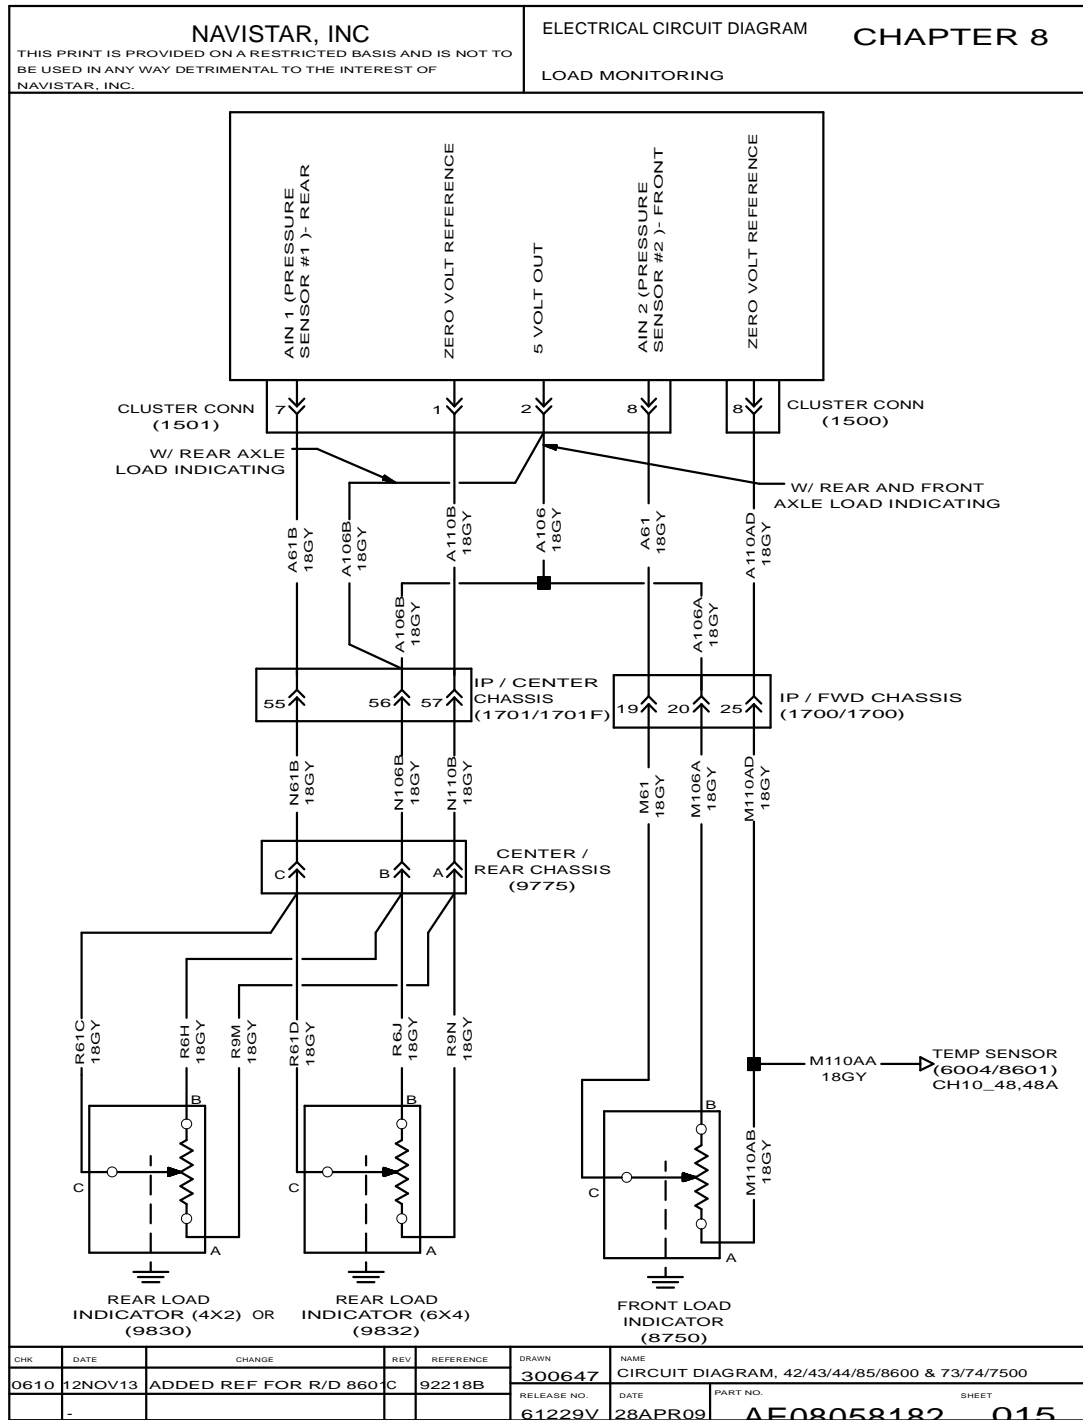 NAVISTAR, INC
THIS PRINT IS PROVIDED ON A RESTRICTED BASIS AND IS NOT TO
BE USED IN ANY WAY DETRIMENTAL TO THE INTEREST OF
NAVISTAR, INC.
ELECTRICAL CIRCUIT DIAGRAM
LOAD MONITORING
CHAPTER 8
AIN 1 (PRESSURE
SENSOR #1 )- REAR
ZERO VOLT REFERENCE
5 VOLT OUT
AIN 2 (PRESSURE
SENSOR #2 )- FRONT
ZERO VOLT REFERENCE
CLUSTER CONN
(1501)
7
1
2
8
8
CLUSTER CONN
(1500)
W/ REAR AXLE
LOAD INDICATING
W/ REAR AND FRONT
AXLE LOAD INDICATING
A61B
18GY
A106B
18GY
A110B
18GY
A106
18GY
A61
18GY
A110AD
18GY
A106B
18GY
A106A
18GY
55
56
57
IP / CENTER
CHASSIS
(1701/1701F)
19
20
25
IP / FWD CHASSIS
(1700/1700)
N61B
18GY
N106B
18GY
N110B
18GY
M61
18GY
M106A
18GY
M110AD
18GY
C
B
A
CENTER /
REAR CHASSIS
(9775)
R61C
18GY
R6H
18GY
R9M
18GY
R61D
18GY
R6J
18GY
R9N
18GY
M110AA
18GY
TEMP SENSOR
(6004/8601)
CH10_48,48A
M110AB
18GY
B
C
A
B
C
A
B
C
A
REAR LOAD
INDICATOR (4X2) OR
(9830)
REAR LOAD
INDICATOR (6X4)
(9832)
FRONT LOAD
INDICATOR
(8750)
CHK DATE CHANGE REV REFERENCE
0610 12NOV13 ADDED REF FOR R/D 8601 C 92218B
-
DRAWN
300647
NAME
CIRCUIT DIAGRAM, 42/43/44/85/8600 & 73/74/7500
RELEASE NO.
61229V
DATE
28APR09
PART NO.
AE08058182
SHEET
015